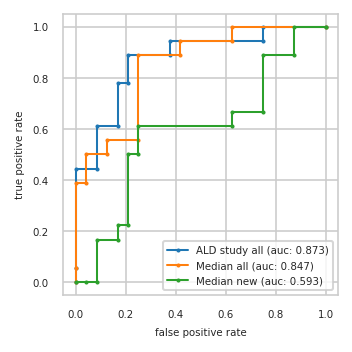 1.0
0.8
0.6
0.4
0.2
0.0
true positive rate
ALD study all (auc: 0.873)
Median all (auc: 0.847)
Median new (auc: 0.593)
0.0 0.2 0.4 0.6 0.8 1.0
false positive rate